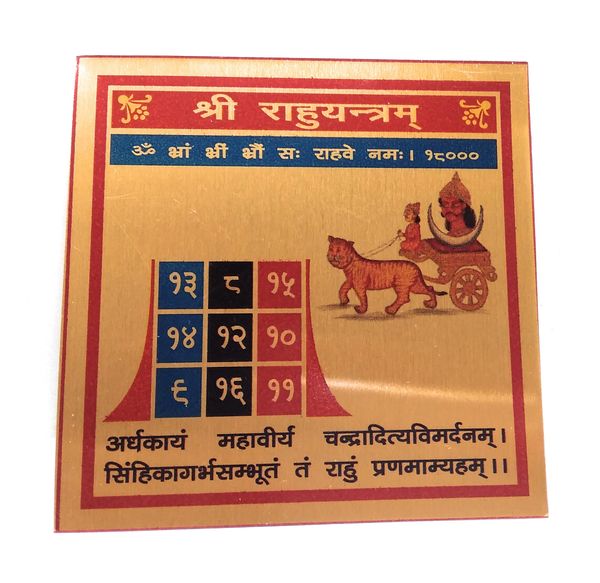 श्री राहुयन्त्रम्
ॐ भ्रां भ्रीं भ्रौं सः राहवे नमः। १८०००
१३ ८ १५
१४ १२ १०
९ १६ ११
अर्धकायं महावीर्यं चन्द्रादित्यविमर्दनम्।
सिंहिकागर्भसम्भूतं तं राहुं प्रणमाम्यहम्।।